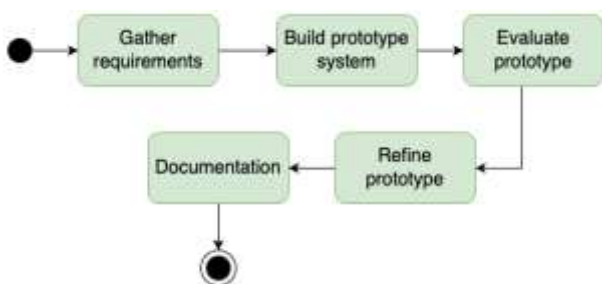 Gather
requirements
Build prototype
system
Evaluate
prototype
Documentation
Refine
prototype